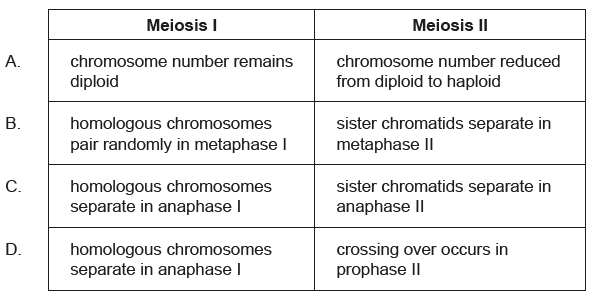 Meiosis I Meiosis II
A. chromosome number remains chromosome number reduced
diploid from diploid to haploid
B. homologous chromosomes sister chromatids separate in
pair randomly in metaphase I metaphase II
C. homologous chromosomes sister chromatids separate in
separate in anaphase I anaphase II
D. homologous chromosomes crossing over occurs in
separate in anaphase I prophase II